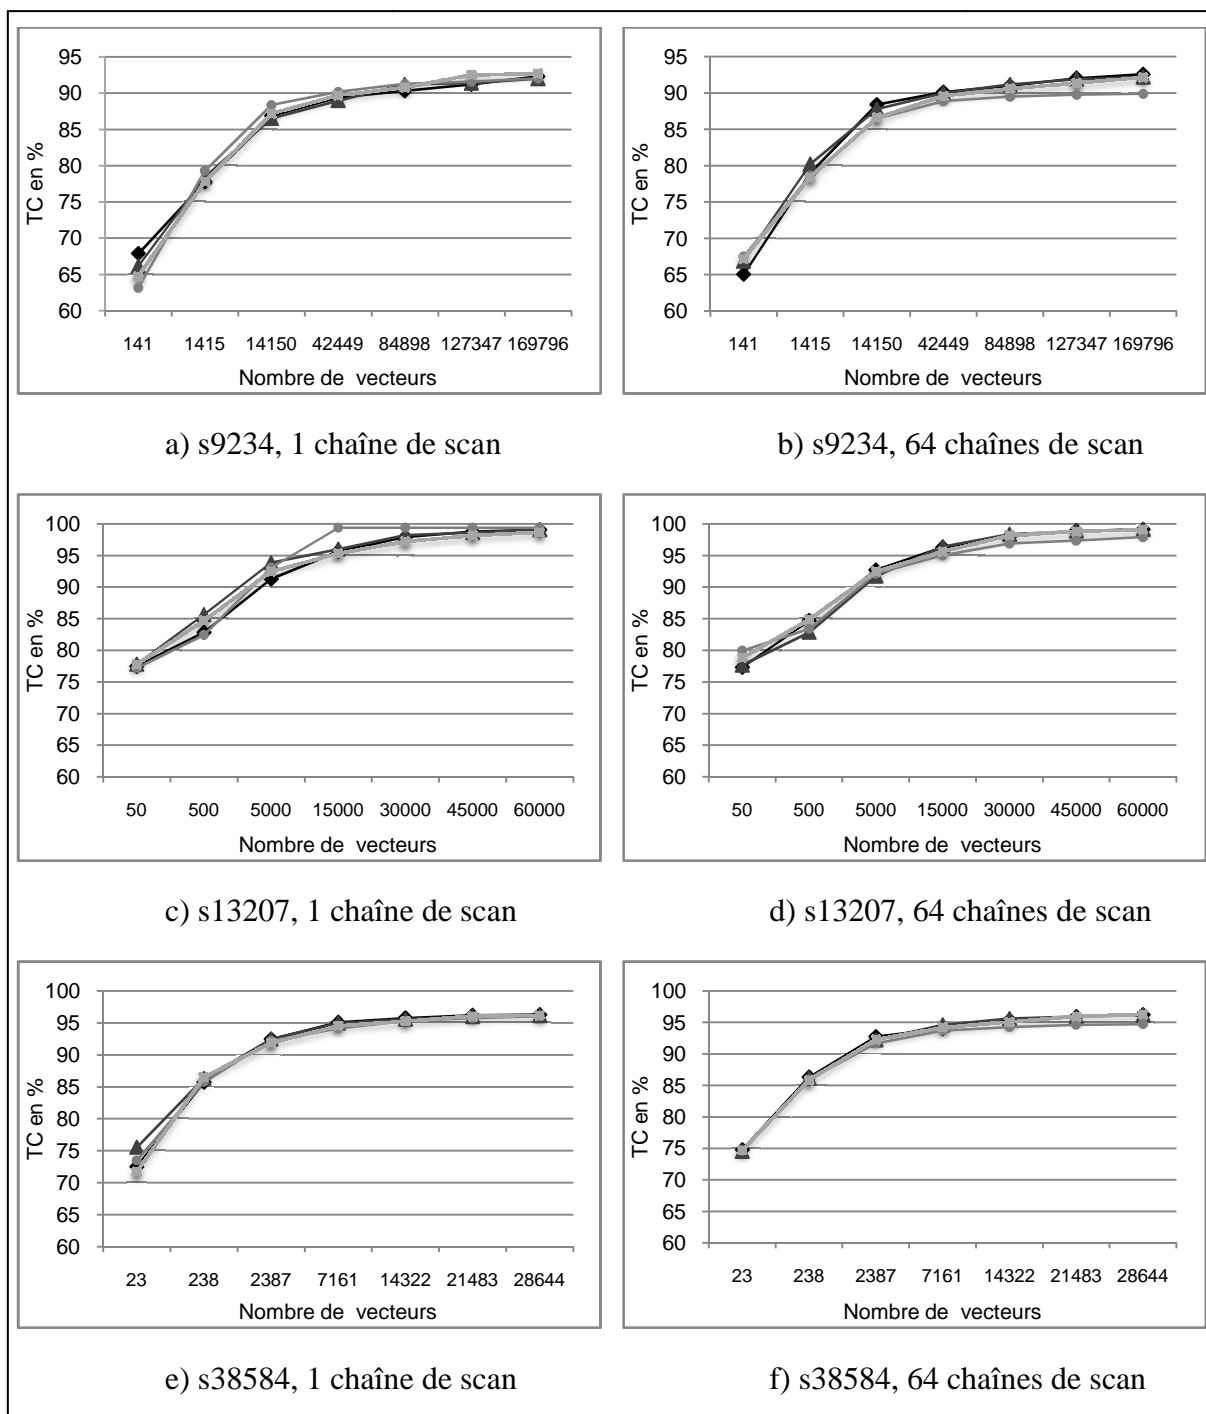 95
90
85
80
75
70
65
60
TC en %
141 1415 14150 42449 84898 127347 169796
Nombre de vecteurs
a) s9234, 1 chaîne de scan
95
90
85
80
75
70
65
60
TC en %
141 1415 14150 42449 84898 127347 169796
Nombre de vecteurs
b) s9234, 64 chaînes de scan
100
95
90
85
80
75
70
65
60
TC en %
50 500 5000 15000 30000 45000 60000
Nombre de vecteurs
c) s13207, 1 chaîne de scan
100
95
90
85
80
75
70
65
60
TC en %
50 500 5000 15000 30000 45000 60000
Nombre de vecteurs
d) s13207, 64 chaînes de scan
100
95
90
85
80
75
70
65
60
TC en %
23 238 2387 7161 14322 21483 28644
Nombre de vecteurs
e) s38584, 1 chaîne de scan
100
95
90
85
80
75
70
65
60
TC en %
23 238 2387 7161 14322 21483 28644
Nombre de vecteurs
f) s38584, 64 chaînes de scan